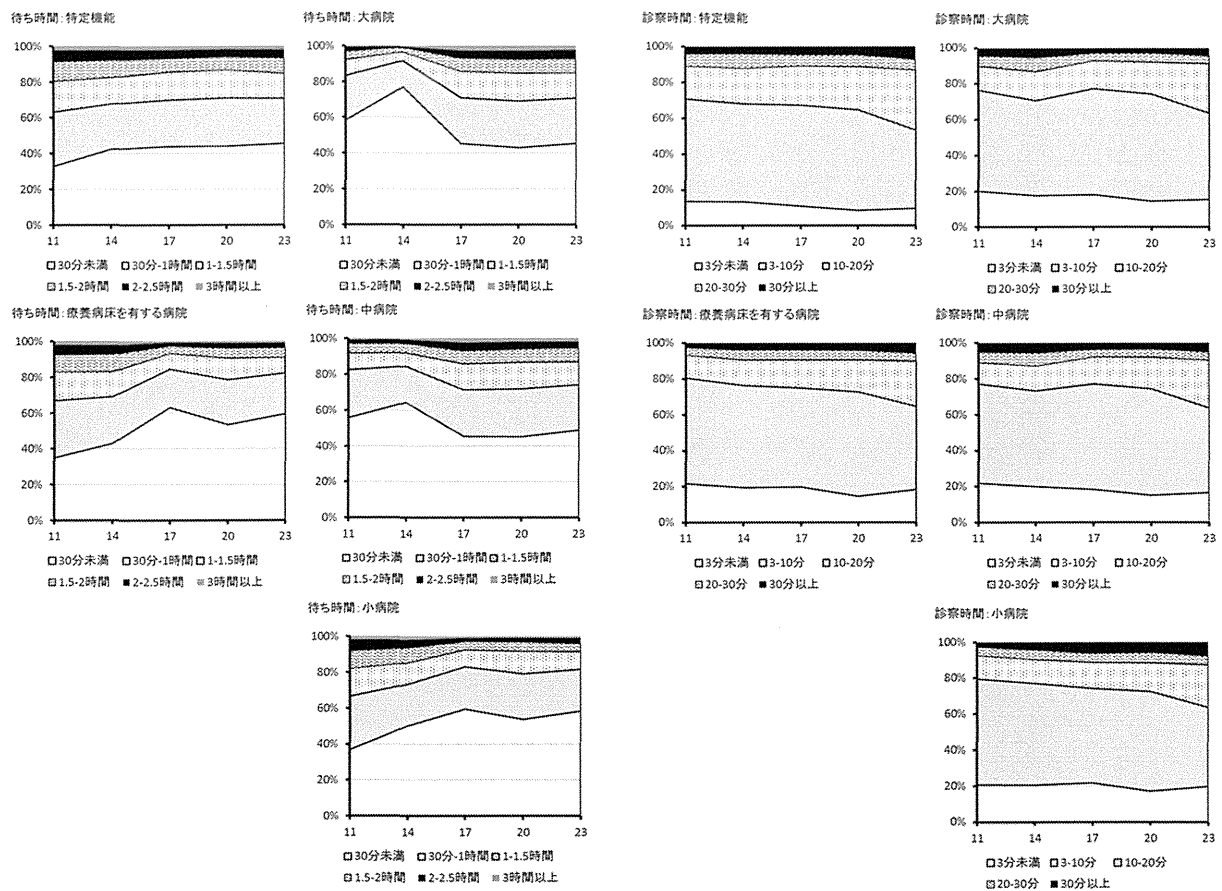 待ち時間：特定機能
100%
80%
60%
40%
20%
0%
11 14 17 20 23
□30分未満 □30分-1時間 □1-1.5時間
□1.5-2時間 ■2-2.5時間 ■3時間以上
待ち時間：大病院
100%
80%
60%
40%
20%
0%
11 14 17 20 23
□30分未満 □30分-1時間 □1-1.5時間
□1.5-2時間 ■2-2.5時間 ■3時間以上
診察時間：特定機能
100%
80%
60%
40%
20%
0%
11 14 17 20 23
□3分未満 □3-10分 □10-20分
□20-30分 ■30分以上
診察時間：大病院
100%
80%
60%
40%
20%
0%
11 14 17 20 23
□3分未満 □3-10分 □10-20分
□20-30分 ■30分以上
待ち時間：療養病床を有する病院
100%
80%
60%
40%
20%
0%
11 14 17 20 23
□30分未満 □30分-1時間 □1-1.5時間
□1.5-2時間 ■2-2.5時間 ■3時間以上
待ち時間：中病院
100%
80%
60%
40%
20%
0%
11 14 17 20 23
□30分未満 □30分-1時間 □1-1.5時間
□1.5-2時間 ■2-2.5時間 ■3時間以上
診察時間：療養病床を有する病院
100%
80%
60%
40%
20%
0%
11 14 17 20 23
□3分未満 □3-10分 □10-20分
□20-30分 ■30分以上
診察時間：中病院
100%
80%
60%
40%
20%
0%
11 14 17 20 23
□3分未満 □3-10分 □10-20分
□20-30分 ■30分以上
待ち時間：小病院
100%
80%
60%
40%
20%
0%
11 14 17 20 23
□30分未満 □30分-1時間 □1-1.5時間
□1.5-2時間 ■2-2.5時間 ■3時間以上
診察時間：小病院
100%
80%
60%
40%
20%
0%
11 14 17 20 23
□3分未満 □3-10分 □10-20分
□20-30分 ■30分以上